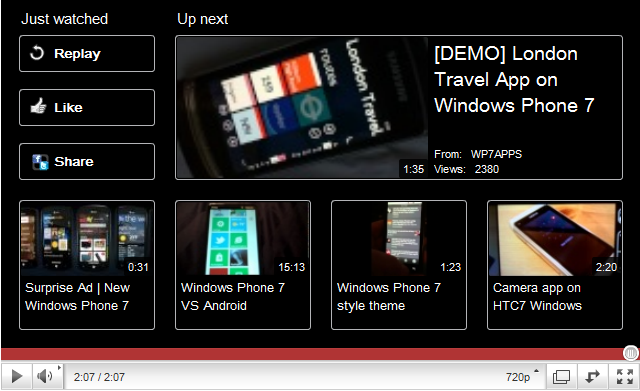 Just watched
Up next
Replay
Like
Share
London Travel
routes
159
SAMSUNG
1:35
[DEMO] London
Travel App on
Windows Phone 7
From: WP7APPS
Views: 2380
0:31
Surprise Ad | New
Windows Phone 7
15:13
Windows Phone 7
VS Android
1:23
Windows Phone 7
style theme
2:20
Camera app on
HTC7 Windows
2:07 / 2:07
720p